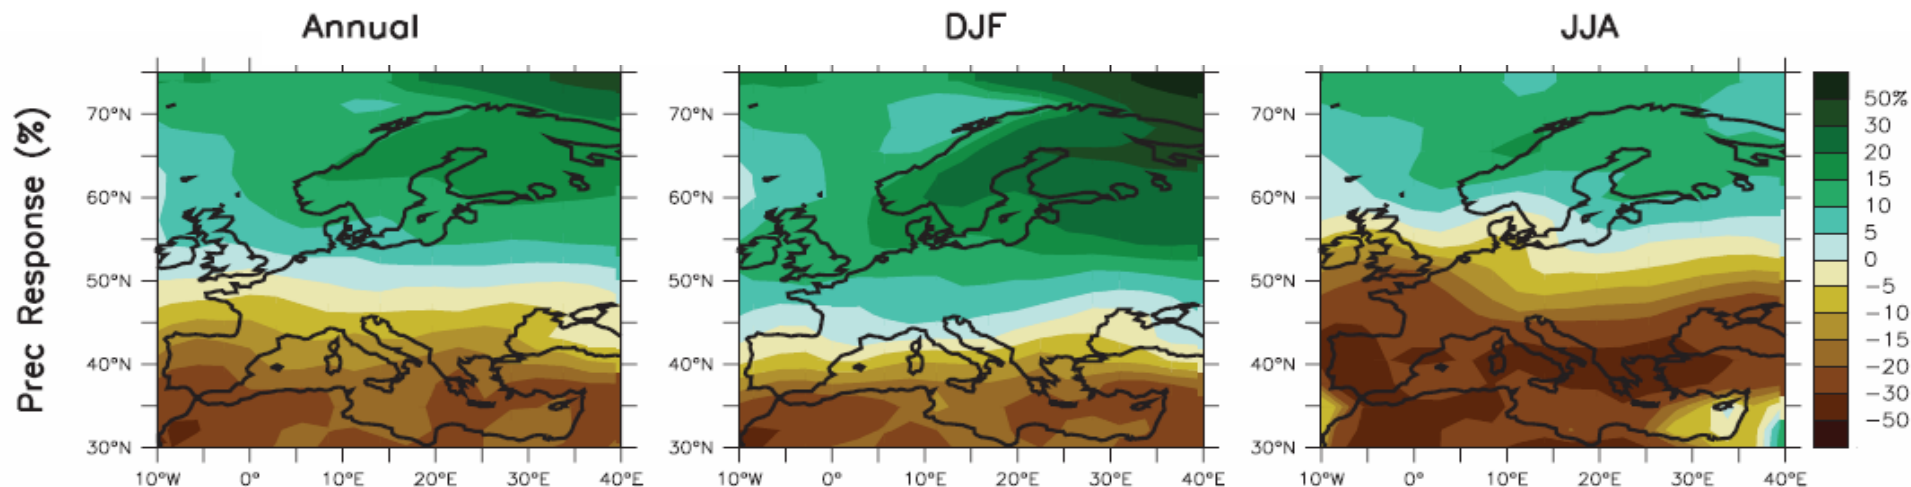 Annual DJF JJA
Prec Response (%)
70°N 70°N 70°N 50%
30
20
60°N 60°N 60°N 15
10
5
50°N 50°N 50°N 0
−5
−10
−15
40°N 40°N 40°N −20
−30
−50
30°N 30°N 30°N
10°W 0° 10°E 20°E 30°E 40°E 10°W 0° 10°E 20°E 30°E 40°E 10°W 0° 10°E 20°E 30°E 40°E